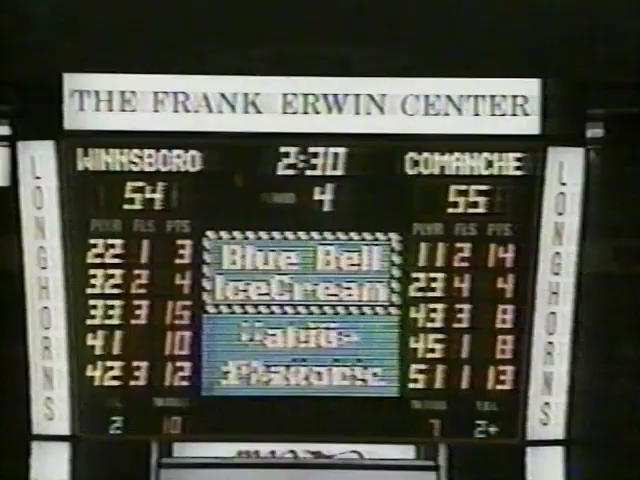 THE FRANK ERWIN CENTER
WINNSBORO 2:30 COMANCHE
54 4 55
PLYR FLS PTS PLYR FLS PTS
22 1 3 11 2 14
32 2 4 23 4 4
33 3 15 43 3 8
41 10 45 1 8
42 3 12 51 1 13
2 10 7 2+
Blue Bell
IceCream
LONGHORNS
LONGHORNS